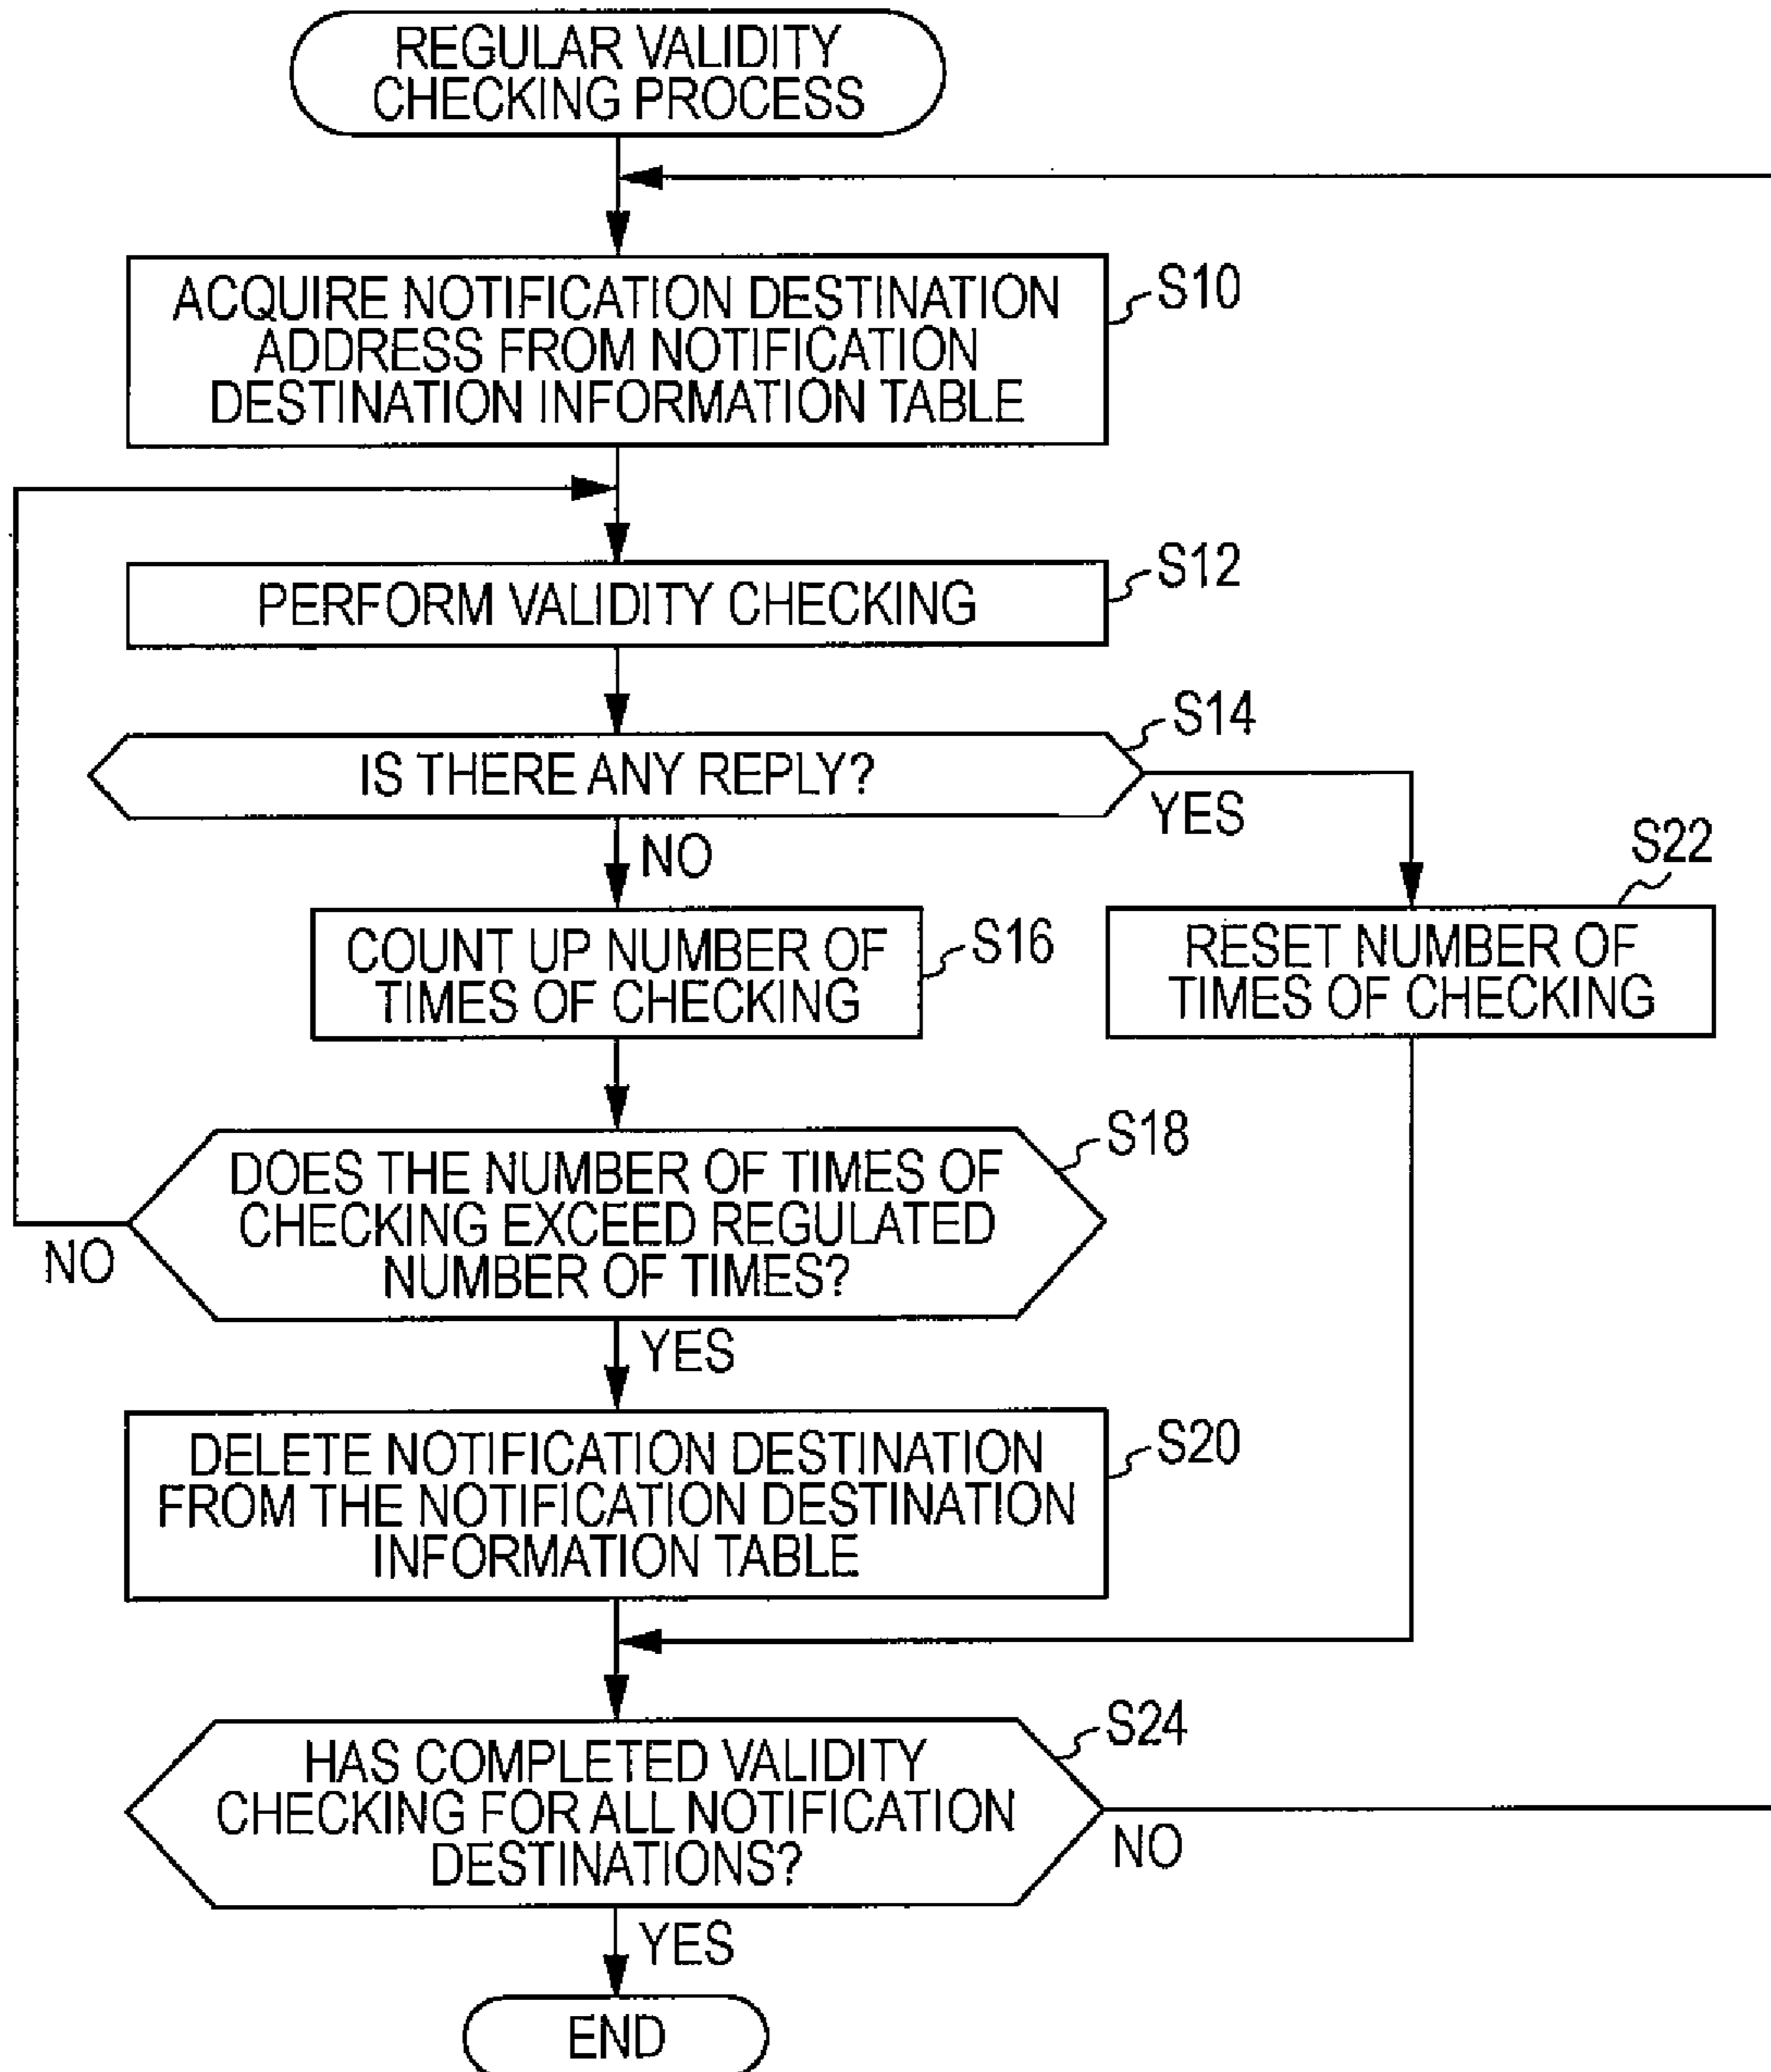 REGULAR VALIDITY
CHECKING PROCESS
ACQUIRE NOTIFICATION DESTINATION
ADDRESS FROM NOTIFICATION
DESTINATION INFORMATION TABLE
S10
PERFORM VALIDITY CHECKING
S12
IS THERE ANY REPLY?
S14
YES
NO
COUNT UP NUMBER OF
TIMES OF CHECKING
S16
S22
RESET NUMBER OF
TIMES OF CHECKING
DOES THE NUMBER OF TIMES OF
CHECKING EXCEED REGULATED
NUMBER OF TIMES?
S18
NO
YES
DELETE NOTIFICATION DESTINATION
FROM THE NOTIFICATION DESTINATION
INFORMATION TABLE
S20
HAS COMPLETED VALIDITY
CHECKING FOR ALL NOTIFICATION
DESTINATIONS?
S24
NO
YES
END